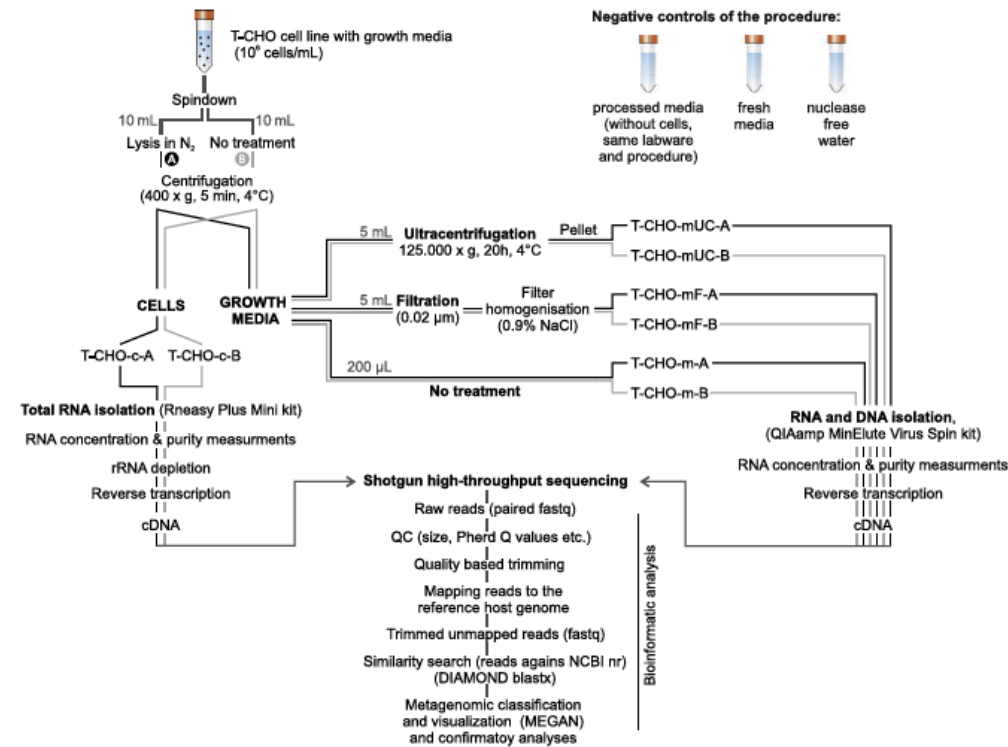 T-CHO cell line with growth media
(10⁶ cells/mL)
Negative controls of the procedure:
processed media
(without cells,
same labware
and procedure)
fresh
media
nuclease
free
water
Spindown
10 mL
10 mL
Lysis in N₂
No treatment
A
B
Centrifugation
(400 x g, 5 min, 4°C)
CELLS
GROWTH
MEDIA
5 mL
Ultracentrifugation
125.000 x g, 20h, 4°C
Pellet
T-CHO-mUC-A
T-CHO-mUC-B
5 mL
Filtration
(0.02 µm)
Filter
homogenisation
(0.9% NaCl)
T-CHO-mF-A
T-CHO-mF-B
200 µL
No treatment
T-CHO-m-A
T-CHO-m-B
T-CHO-c-A
T-CHO-c-B
Total RNA isolation (Rneasy Plus Mini kit)
RNA concentration & purity measurments
rRNA depletion
Reverse transcription
cDNA
RNA and DNA isolation,
(QIAamp MinElute Virus Spin kit)
RNA concentration & purity measurments
Reverse transcription
cDNA
Shotgun high-throughput sequencing
Raw reads (paired fastq)
QC (size, Pherd Q values etc.)
Quality based trimming
Mapping reads to the
reference host genome
Trimmed unmapped reads (fastq)
Similarity search (reads agains NCBI nr)
(DIAMOND blastx)
Metagenomic classification
and visualization (MEGAN)
and confirmatoy analyses
Bioinformatic analysis